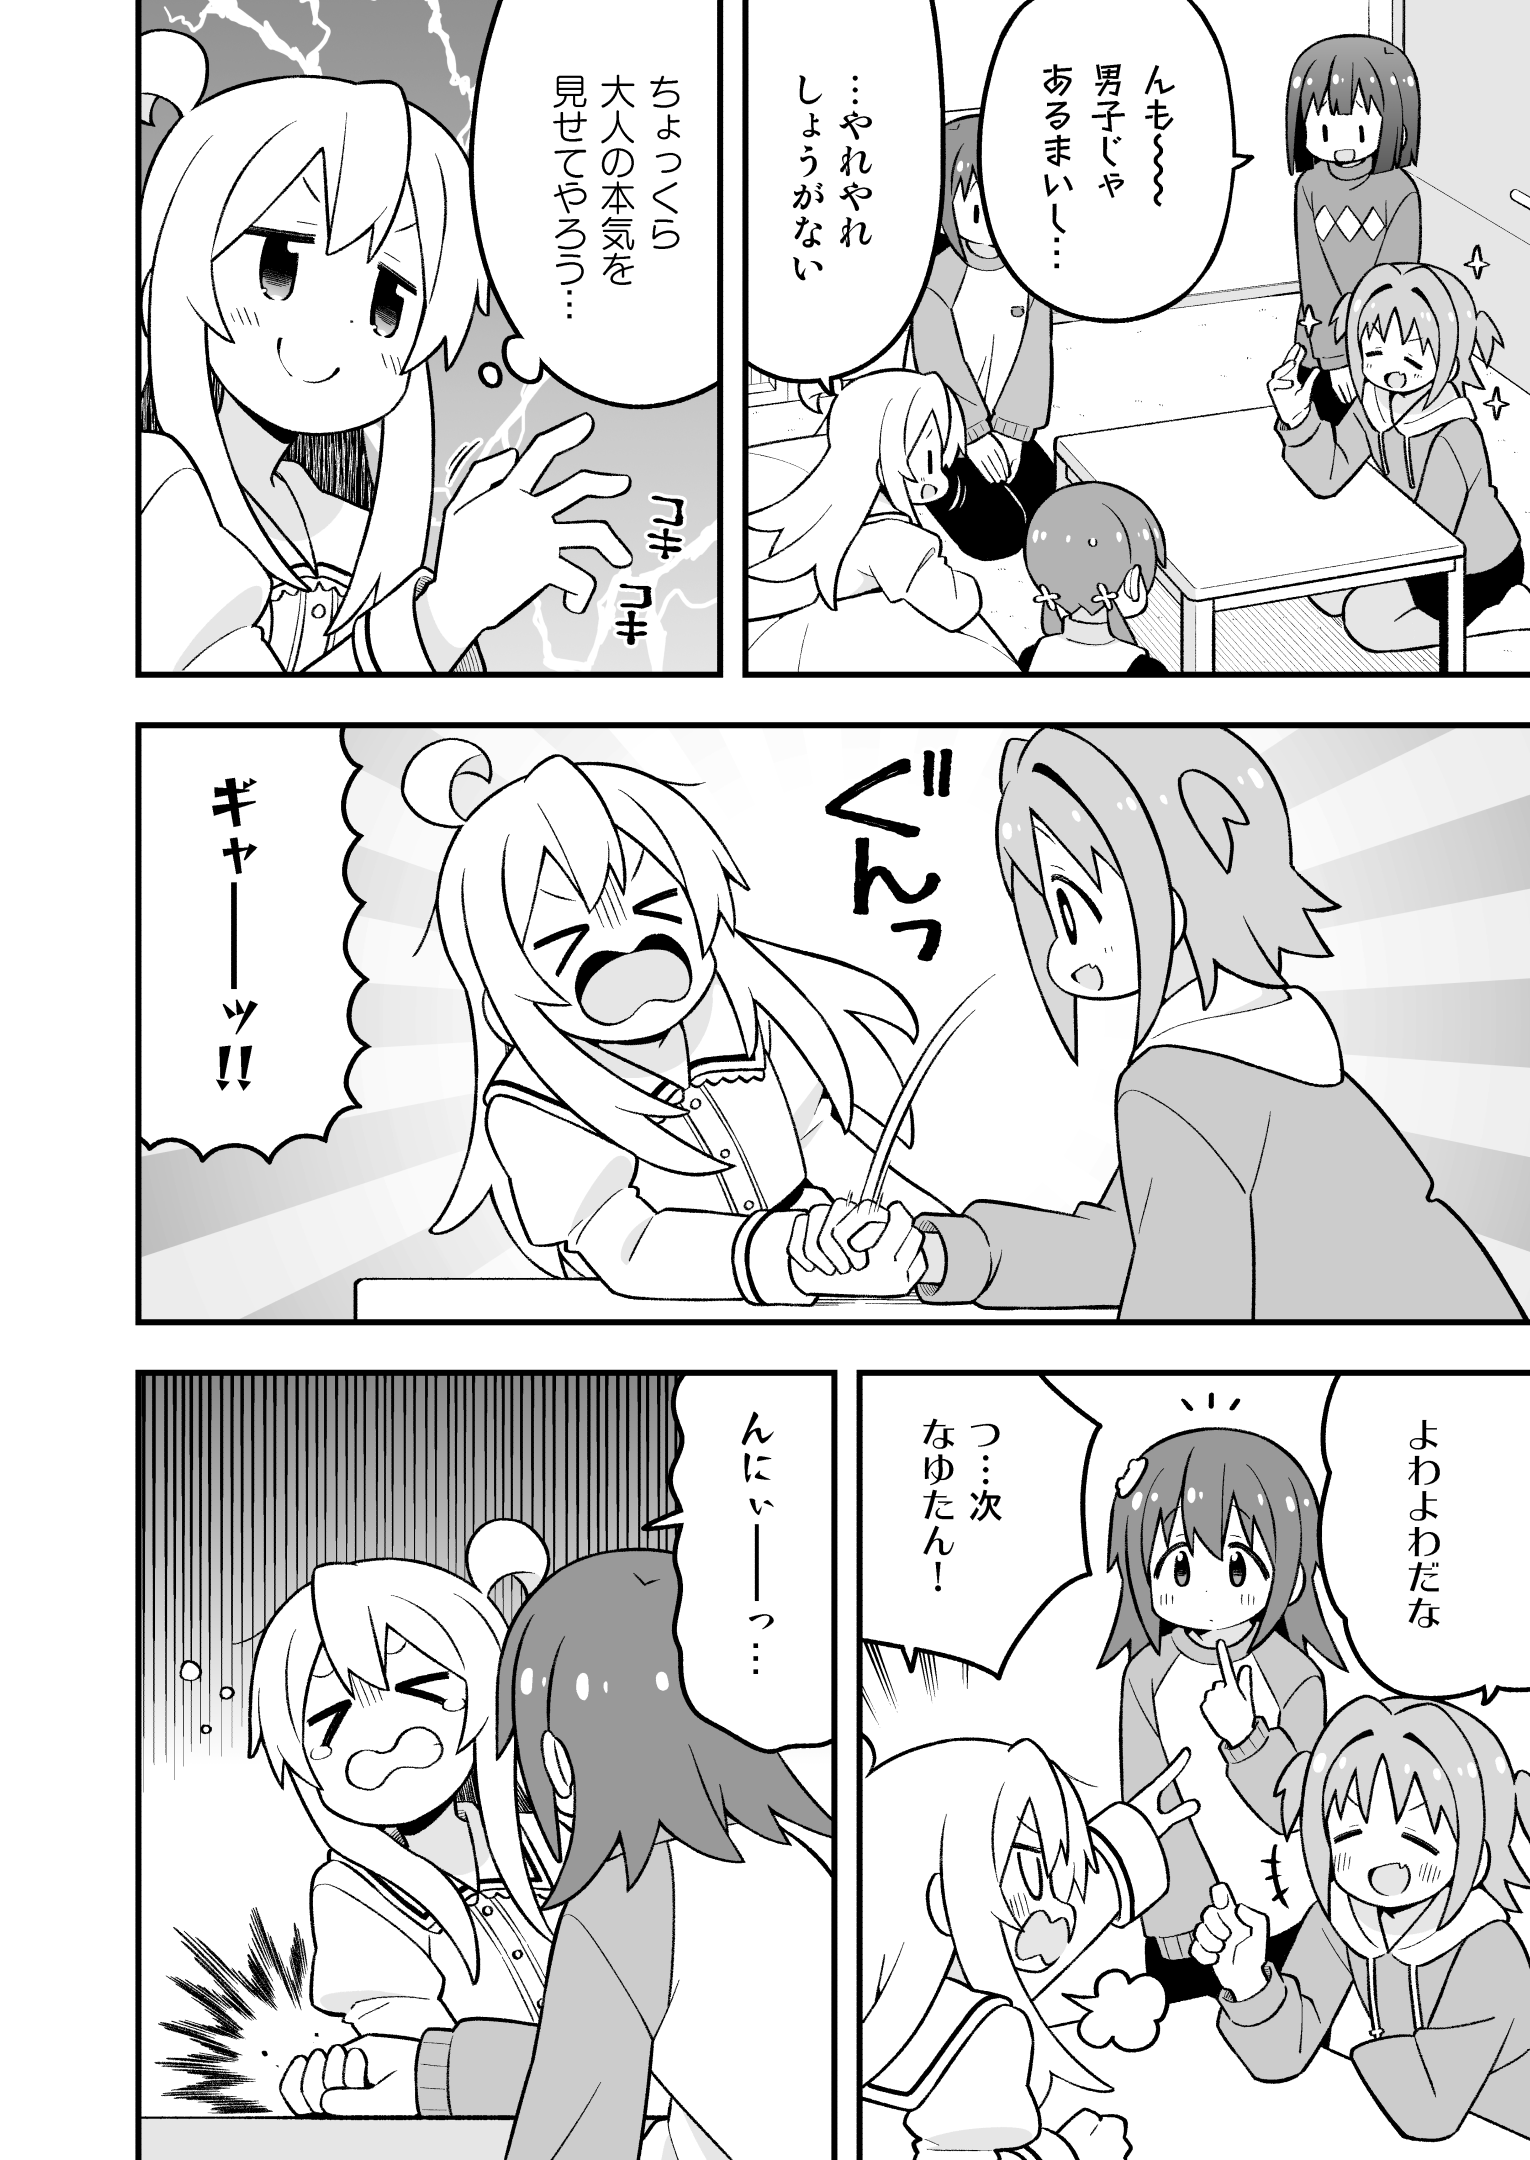 んも〜〜
男子じゃ
あるまいし…
…やれやれ
しょうがない
ちょっくら
大人の本気を
見せてやろう…
コキ
コキ
ぐんっ
ギャーーッ!!
よわよわだな
つ…次
なゆたん!
んにぃーーっ…